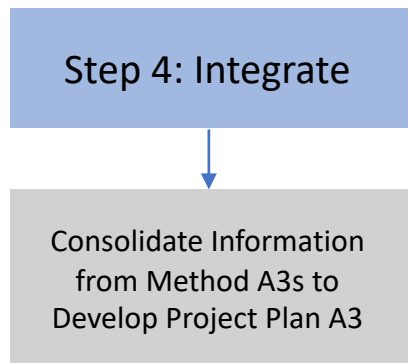 Step 4: Integrate
Consolidate Information
from Method A3s to
Develop Project Plan A3